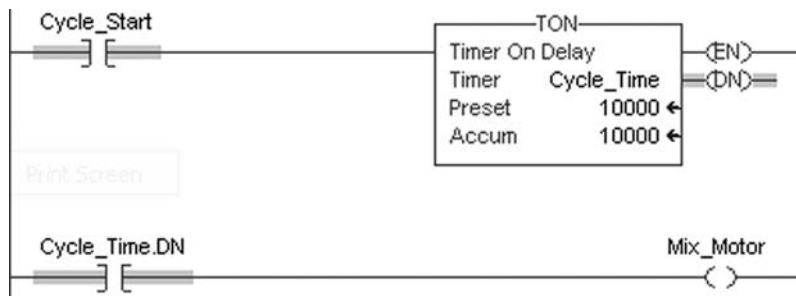 Cycle_Start
TON
Timer On Delay
Timer Cycle_Time
Preset 10000
Accum 10000
EN
DN
Print Screen
Cycle_Time.DN
Mix_Motor